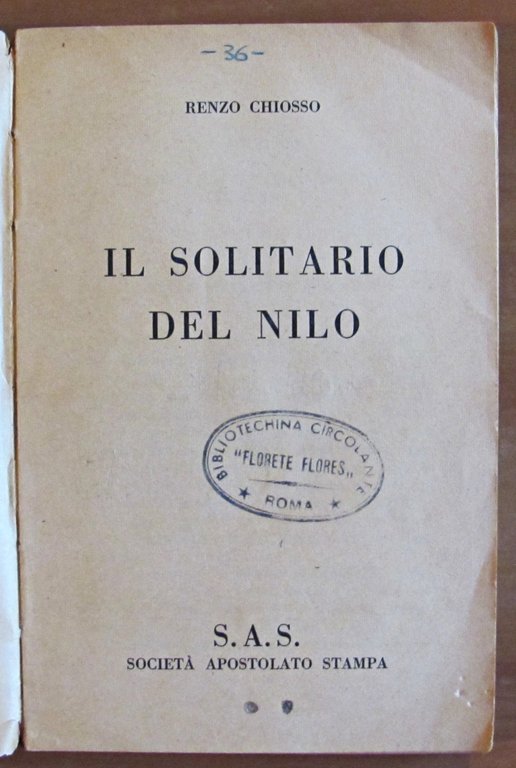 -36-
RENZO CHIOSSO
IL SOLITARIO
DEL NILO
BIBLIOTECHINA CIRCOLANTE
"FLORETE FLORES„
★ ROMA ★
S.A.S.
SOCIETÀ APOSTOLATO STAMPA